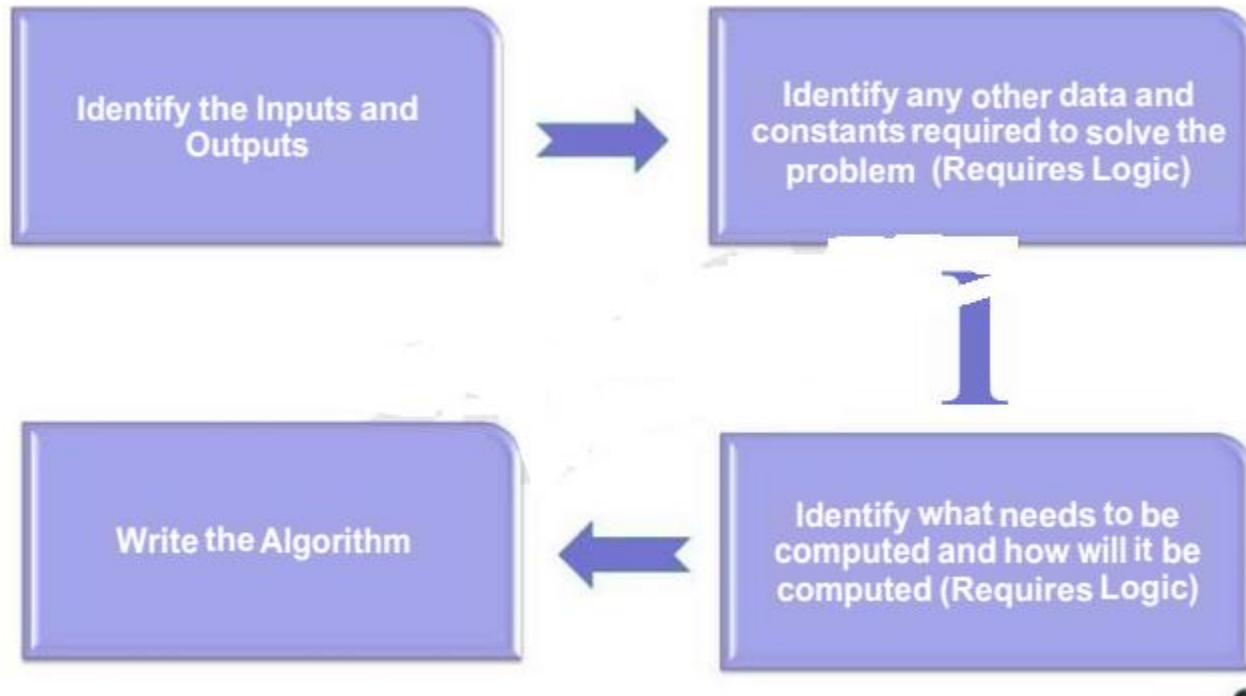 Identify the Inputs and
Outputs
Identify any other data and
constants required to solve the
problem (Requires Logic)
Identify what needs to be
computed and how will it be
computed (Requires Logic)
Write the Algorithm